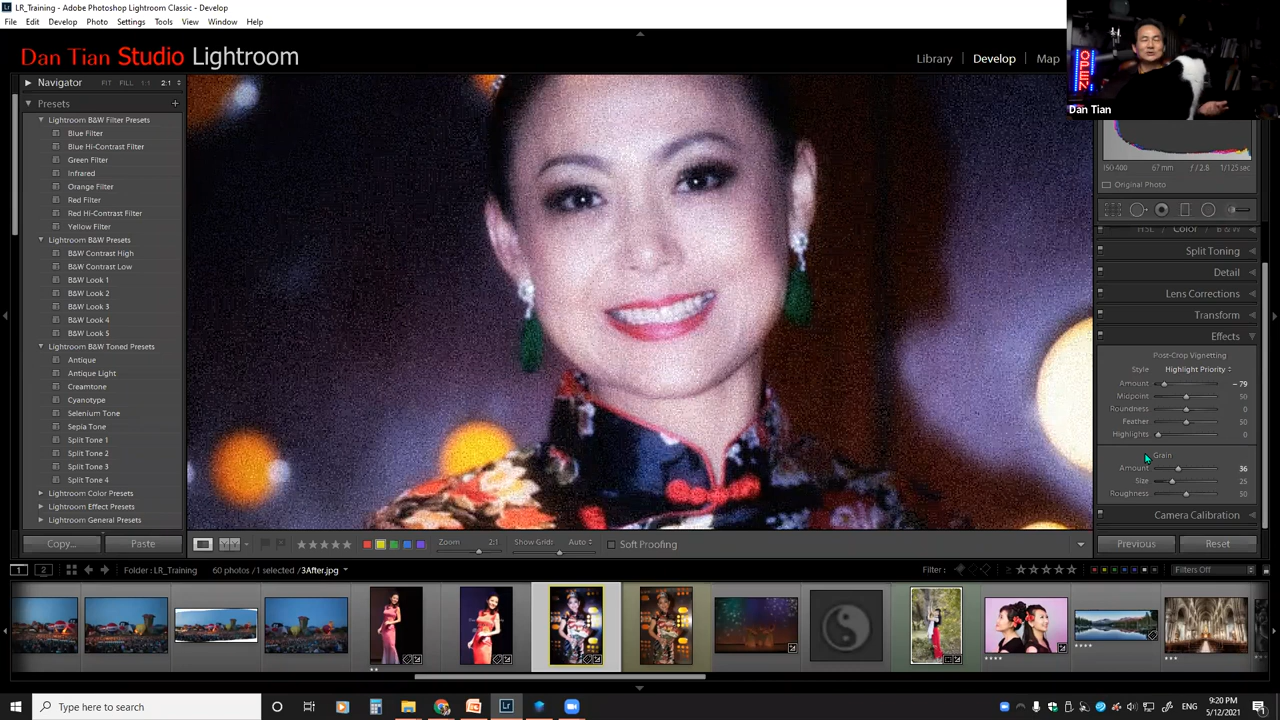 LR_Training - Adobe Photoshop Lightroom Classic - Develop
File Edit Develop Photo Settings Tools View Window Help
Dan Tian Studio Lightroom
Library Develop Map
OPEN
Dan Tian
Navigator FIT FILL 1:1 2:1
Presets +
Lightroom B&W Filter Presets
Blue Filter
Blue Hi-Contrast Filter
Green Filter
Infrared
Orange Filter
Red Filter
Red Hi-Contrast Filter
Yellow Filter
Lightroom B&W Presets
B&W Contrast High
B&W Contrast Low
B&W Look 1
B&W Look 2
B&W Look 3
B&W Look 4
B&W Look 5
Lightroom B&W Toned Presets
Antique
Antique Light
Creamtone
Cyanotype
Selenium Tone
Sepia Tone
Split Tone 1
Split Tone 2
Split Tone 3
Split Tone 4
Lightroom Color Presets
Lightroom Effect Presets
Lightroom General Presets
Copy... Paste
ISO 400 67 mm f / 2.8 1/125 sec
Original Photo
HSL / Color / B & W
Split Toning
Detail
Lens Corrections
Transform
Effects
Post-Crop Vignetting
Style Highlight Priority
Amount - 79
Midpoint 50
Roundness 0
Feather 50
Highlights 0
Grain
Amount 36
Size 25
Roughness 50
Camera Calibration
Previous Reset
Zoom 2:1 Show Grid: Auto Soft Proofing
1 2 Folder : LR_Training 60 photos /1 selected /3After.jpg
Filter : Filters Off
Type here to search
ENG
9:20 PM
5/12/2021